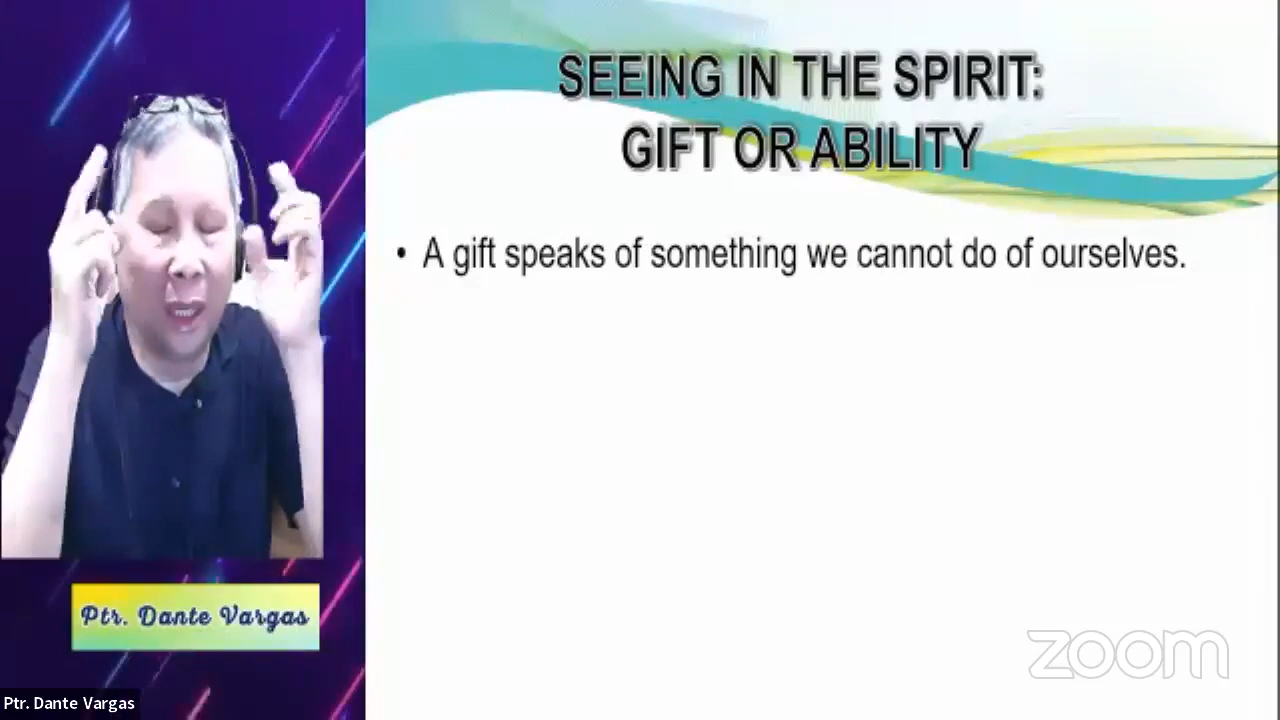 SEEING IN THE SPIRIT:
GIFT OR ABILITY
• A gift speaks of something we cannot do of ourselves.
Ptr. Dante Vargas
zoom
Ptr. Dante Vargas